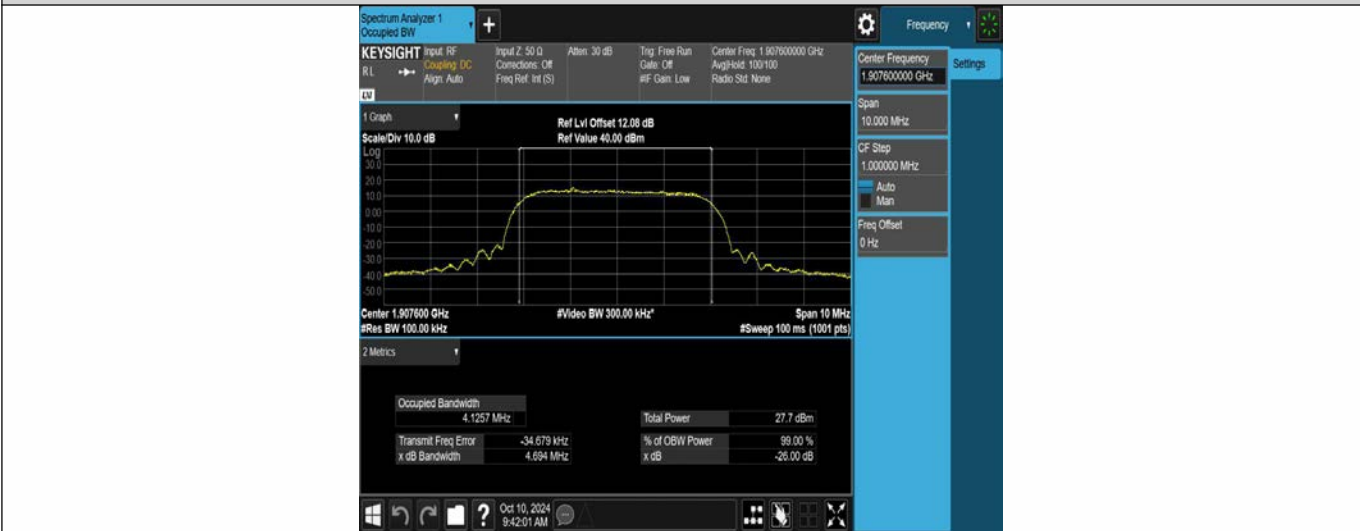 Spectrum Analyzer 1
Occupied BW
+
Frequency
KEYSIGHT
Input: RF
Coupling: DC
Align: Auto
Input Z: 50 Ω
Corrections: Off
Freq Ref: Int (S)
Atten: 30 dB
Trig: Free Run
Gate: Off
#IF Gain: Low
Center Freq: 1.907600000 GHz
Avg|Hold: 100/100
Radio Std: None
RL
Center Frequency
1.907600000 GHz
Settings
Span
10.000 MHz
CF Step
1.000000 MHz
Auto
Man
Freq Offset
0 Hz
1 Graph
Ref Lvl Offset 12.08 dB
Scale/Div 10.0 dB
Ref Value 40.00 dBm
Log
30.0
20.0
10.0
0.00
-10.0
-20.0
-30.0
-40.0
-50.0
Center 1.907600 GHz
#Video BW 300.00 kHz*
Span 10 MHz
#Res BW 100.00 kHz
#Sweep 100 ms (1001 pts)
2 Metrics
Occupied Bandwidth
4.1257 MHz
Total Power 27.7 dBm
Transmit Freq Error -34.679 kHz
% of OBW Power 99.00 %
x dB Bandwidth 4.694 MHz
x dB -26.00 dB
?
Oct 10, 2024
9:42:01 AM